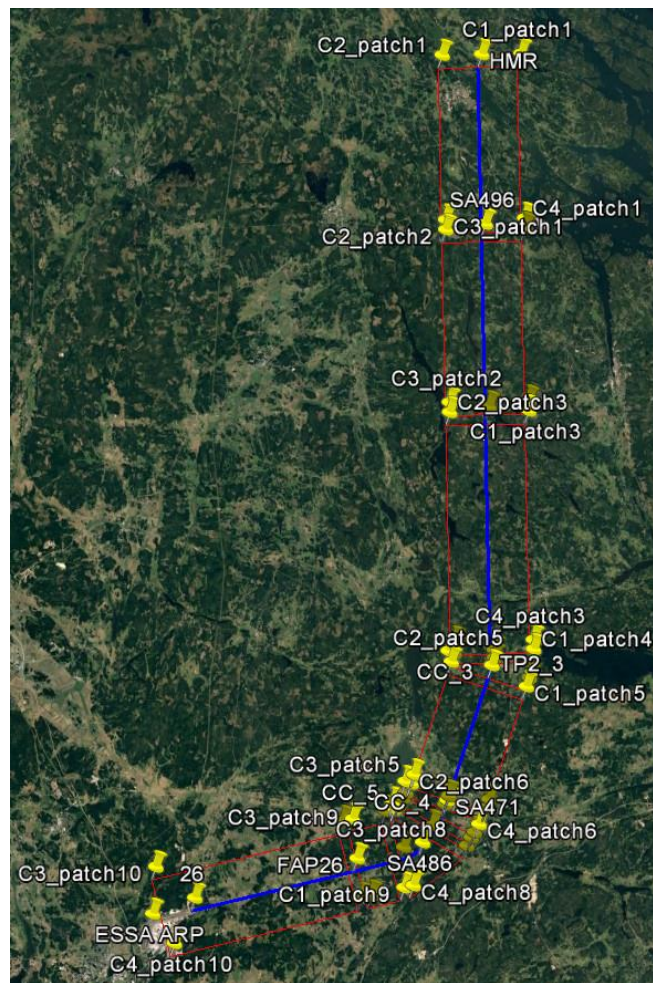 C1_patch1
C2_patch1
HMR
SA496
C4_patch1
C3_patch1
C2_patch2
C3_patch2
C2_patch3
C1_patch3
C4_patch3
C2_patch5
C1_patch4
CC_3
TP2_3
C1_patch5
C3_patch5
C2_patch6
CC_5
CC_4
SA471
C3_patch9
C3_patch8
C4_patch6
C3_patch10
26
FAP26
SA486
C1_patch9
C4_patch8
ESSA ARP
C4_patch10